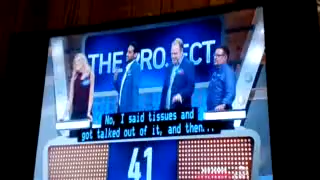 THE PROJECT
No, I said tissues and
got talked out of it, and then...
41